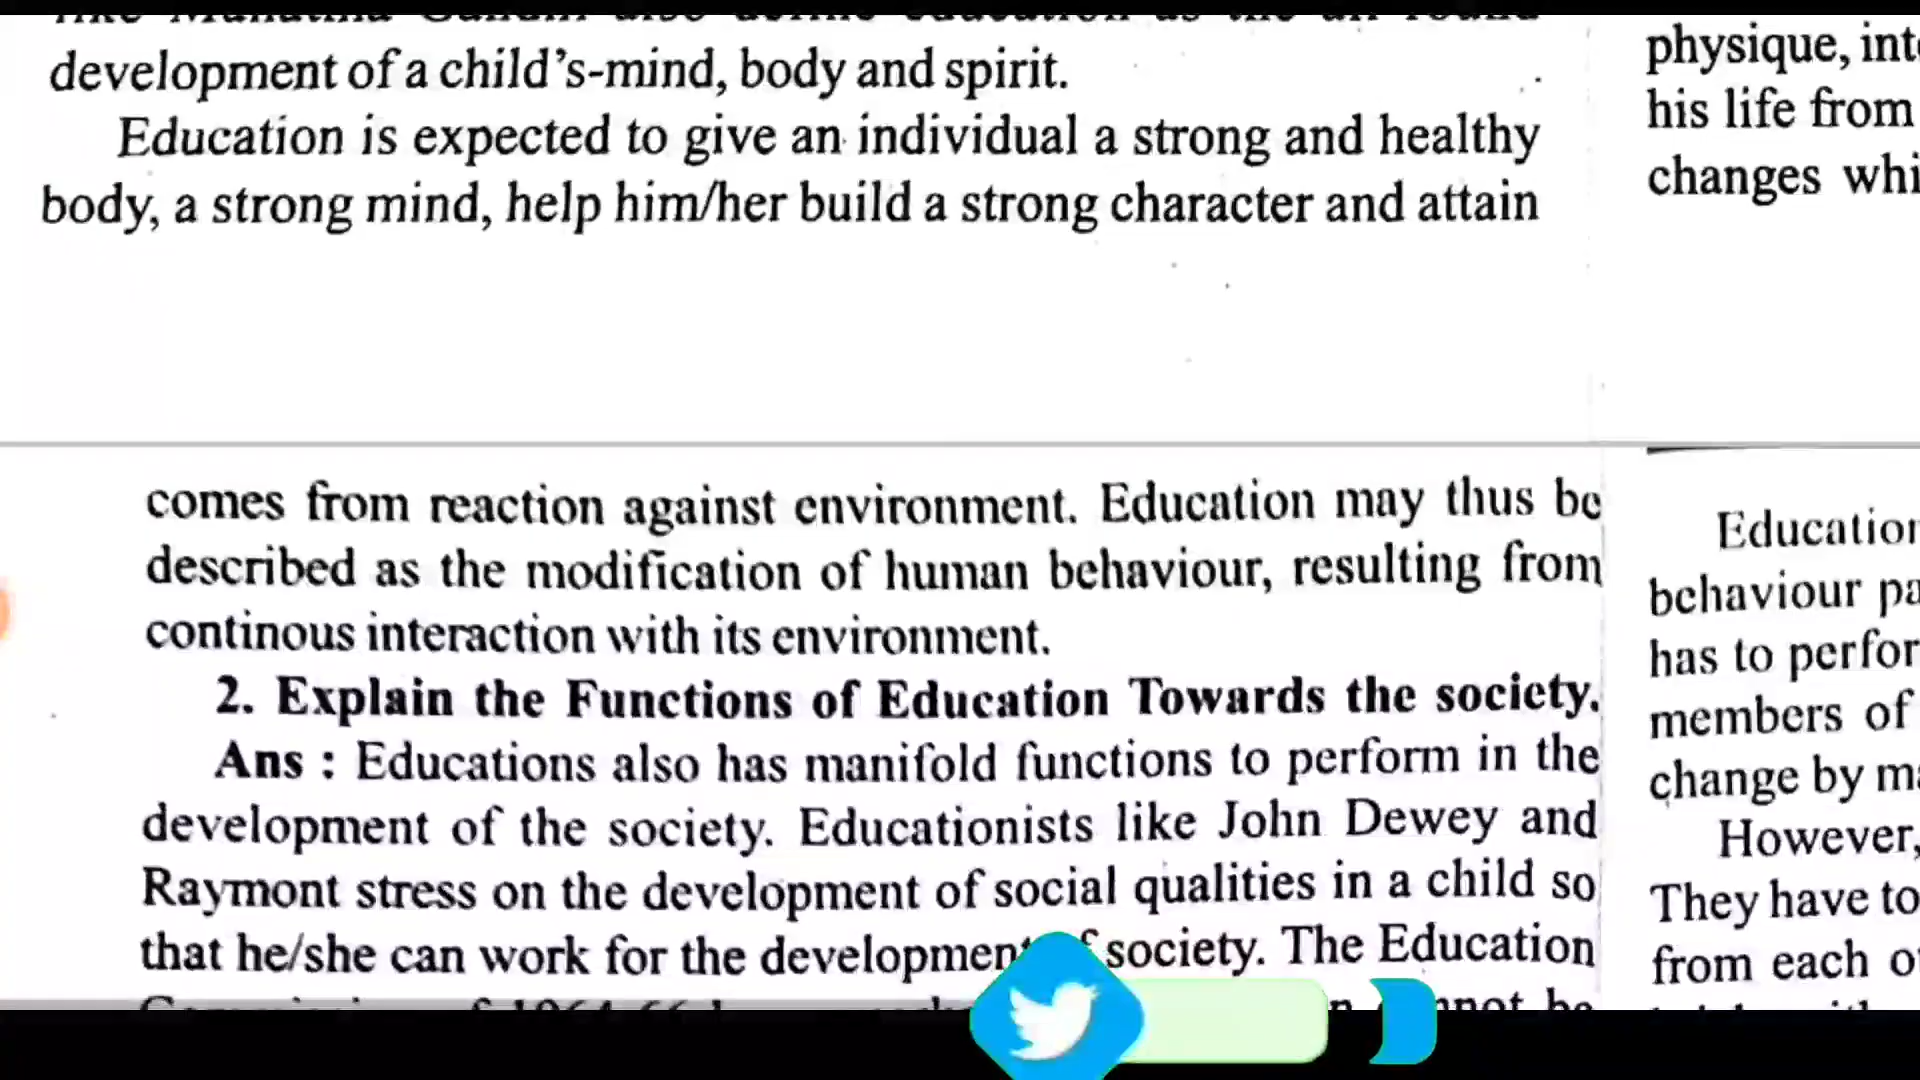 development of a child's-mind, body and spirit.
Education is expected to give an individual a strong and healthy
body, a strong mind, help him/her build a strong character and attain
comes from reaction against environment. Education may thus be
described as the modification of human behaviour, resulting from
continous interaction with its environment.
2. Explain the Functions of Education Towards the society.
Ans : Educations also has manifold functions to perform in the
development of the society. Educationists like John Dewey and
Raymont stress on the development of social qualities in a child so
that he/she can work for the development society. The Education
physique,
his life from
changes
behaviour
has to
members of
change by
However,
They have to
from each